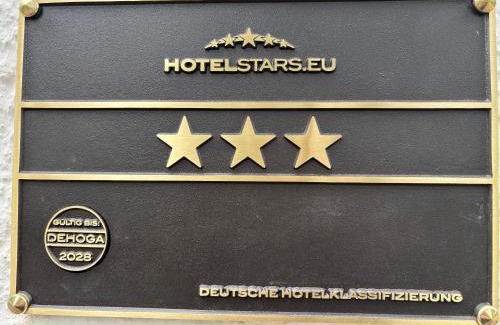 HOTELSTARS.EU
GÜLTIG BIS:
DEHOGA
2028
DEUTSCHE HOTELKLASSIFIZIERUNG